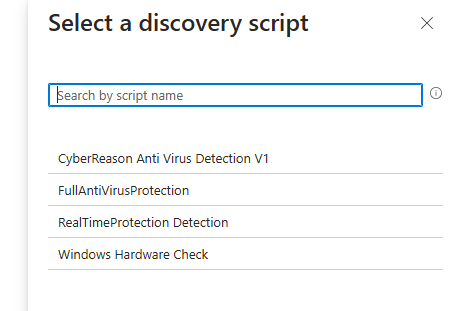 Select a discovery script
Search by script name
CyberReason Anti Virus Detection V1
FullAntiVirusProtection
RealTimeProtection Detection
Windows Hardware Check